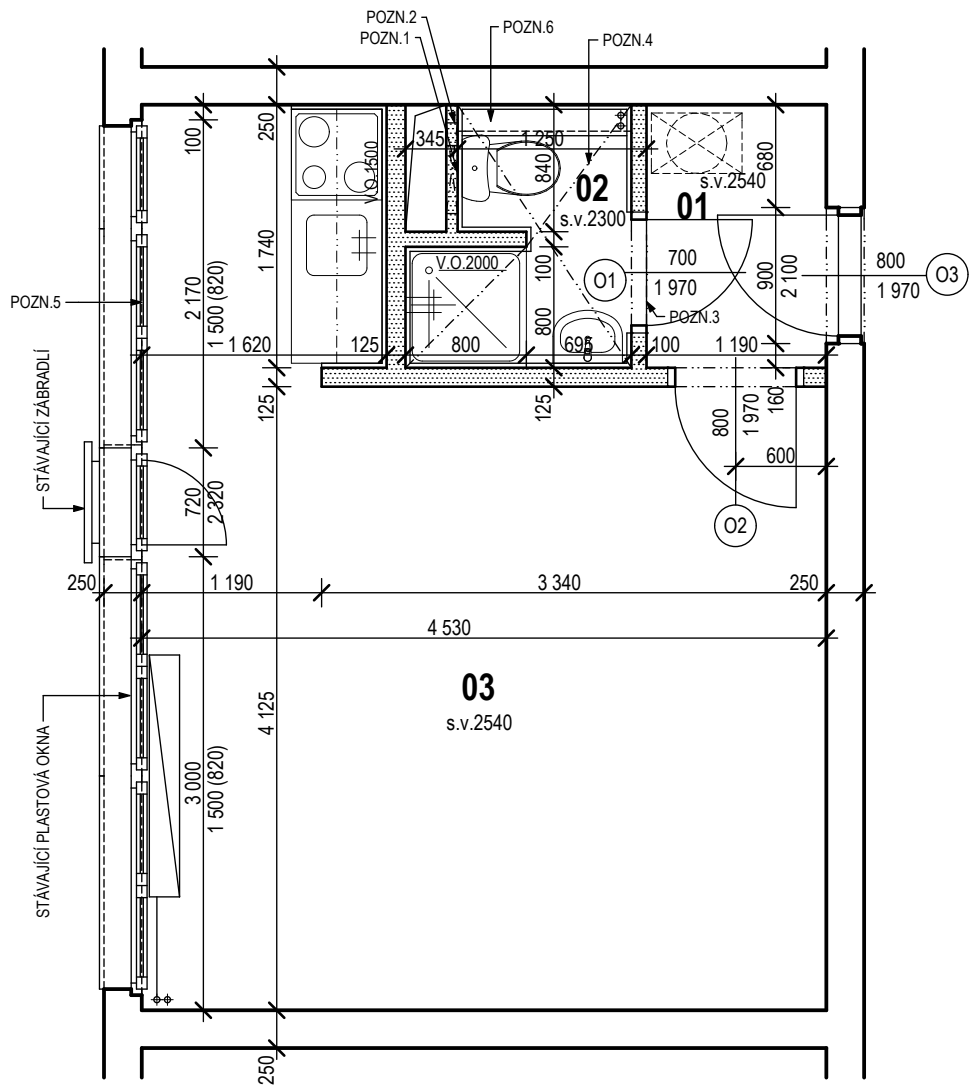 POZN.2
POZN.1
POZN.6
POZN.4
100
250
345
1 250
840
02
s.v.2300
V.O.1500
680
s.v.2540
01
2 170
1 500 (820)
1 740
V.O.2000
100
O1
700
1 970
900
2 100
800
1 970
O3
POZN.5
POZN.3
800
1 620
125
800
695
100
1 190
125
125
160
800
1 970
600
STÁVAJÍCÍ ZÁBRADLÍ
720
2 320
O2
250
1 190
3 340
250
4 530
03
s.v.2540
4 125
STÁVAJÍCÍ PLASTOVÁ OKNA
3 000
1 500 (820)
250